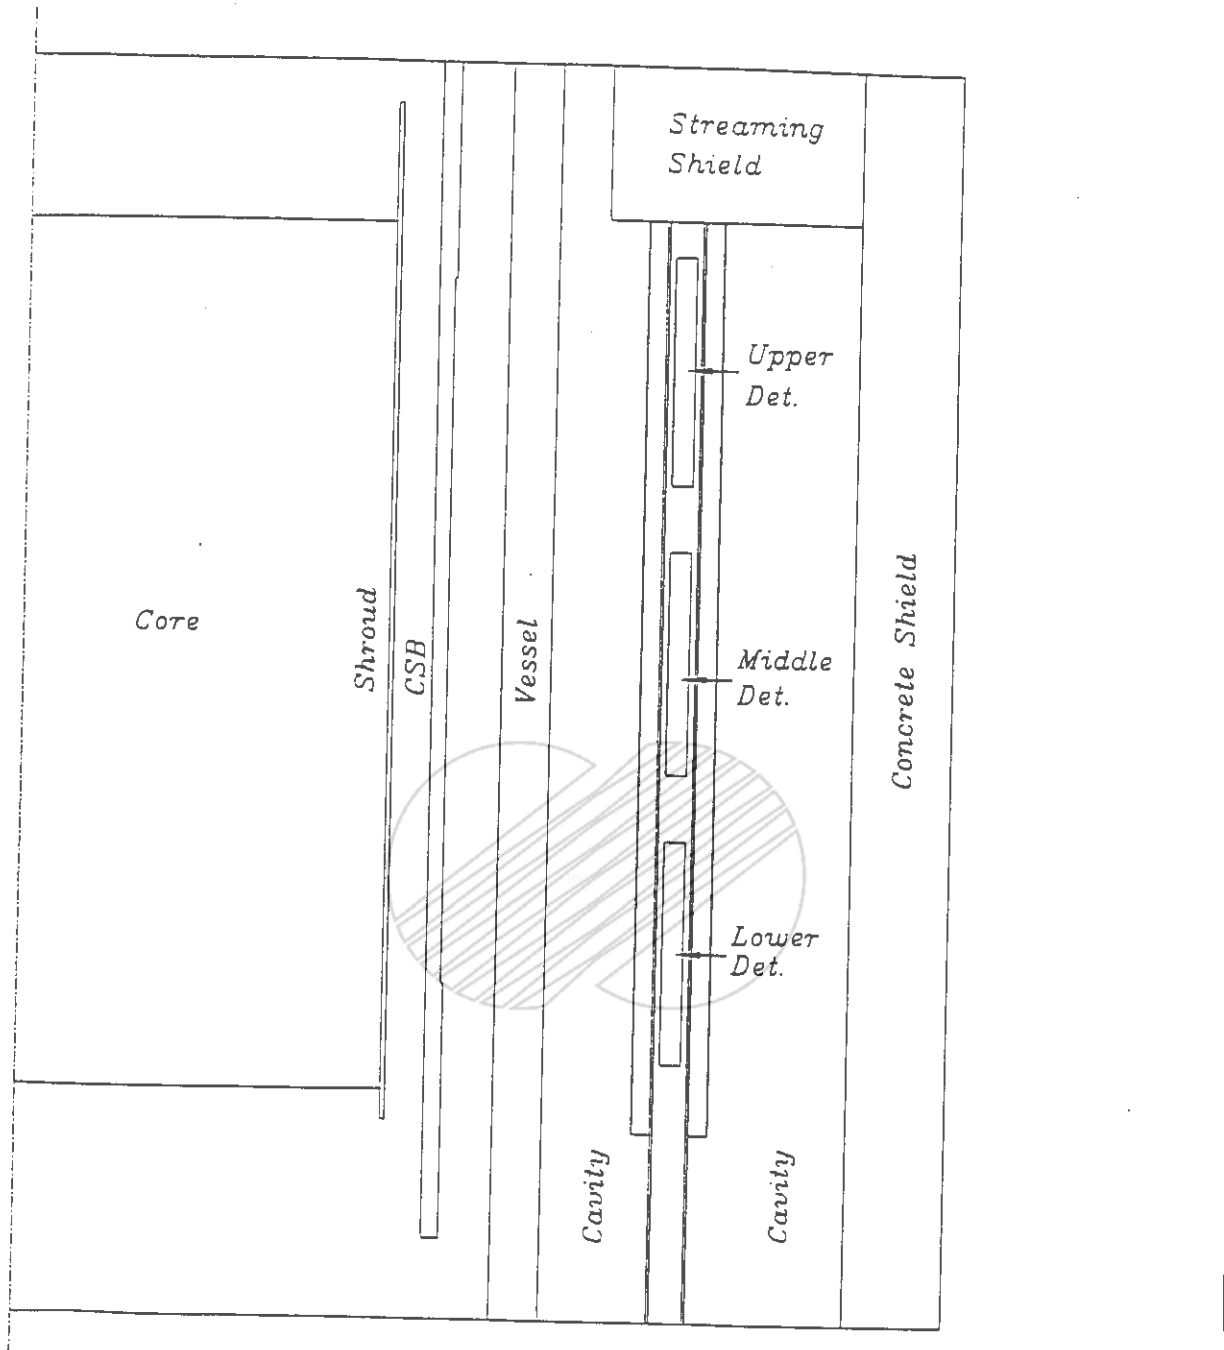 Streaming
Shield
Upper
Det.
Core
Shroud
CSB
Vessel
Middle
Det.
Concrete Shield
Lower
Det.
Cavity
Cavity